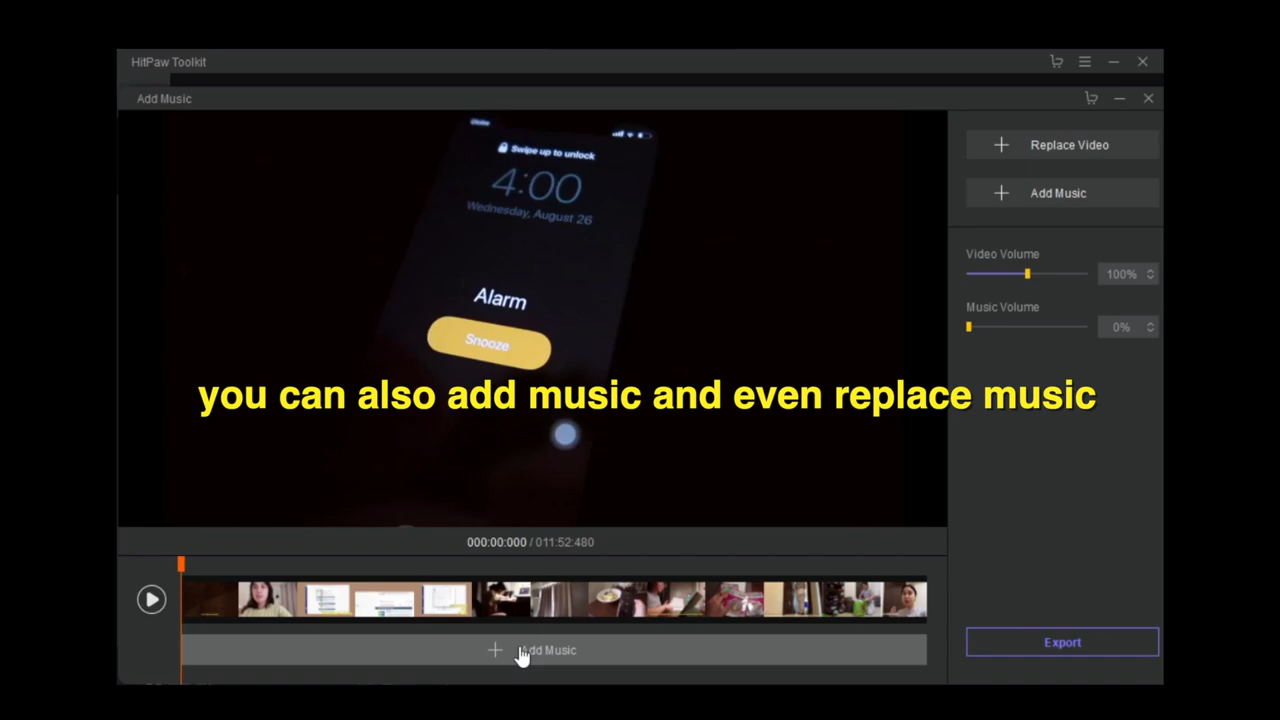 HitPaw Toolkit
Add Music
Swipe up to unlock
4:00
Wednesday, August 26
Alarm
Snooze
you can also add music and even replace music
Replace Video
Add Music
Video Volume
100%
Music Volume
0%
000:00:000 / 011:52:480
Add Music
Export